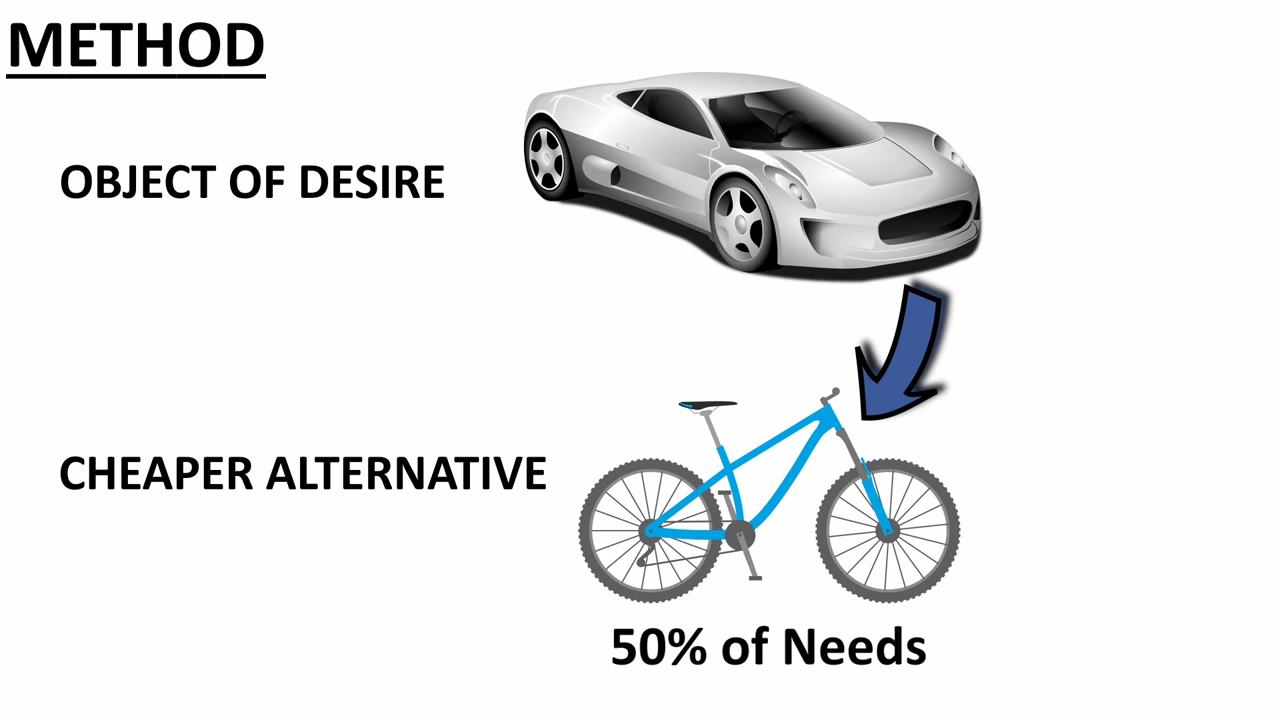 METHOD
OBJECT OF DESIRE
CHEAPER ALTERNATIVE
50% of Needs